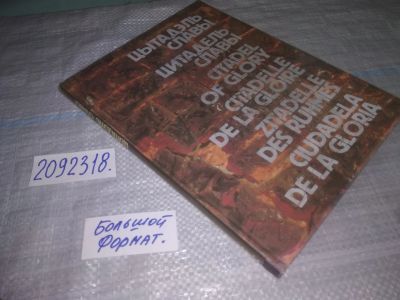 ЦЫТАДЭЛЬ
СЛАВЫ
ЦИТАДЕЛЬ
СЛАВЫ
CITADEL
OF GLORY
CITADELLE
DE LA GLOIRE
ZITADELLE
DES RUHMES
CIUDADELA
DE LA GLORIA
2092318.
БОЛЬШОЙ
ФОРМАТ.